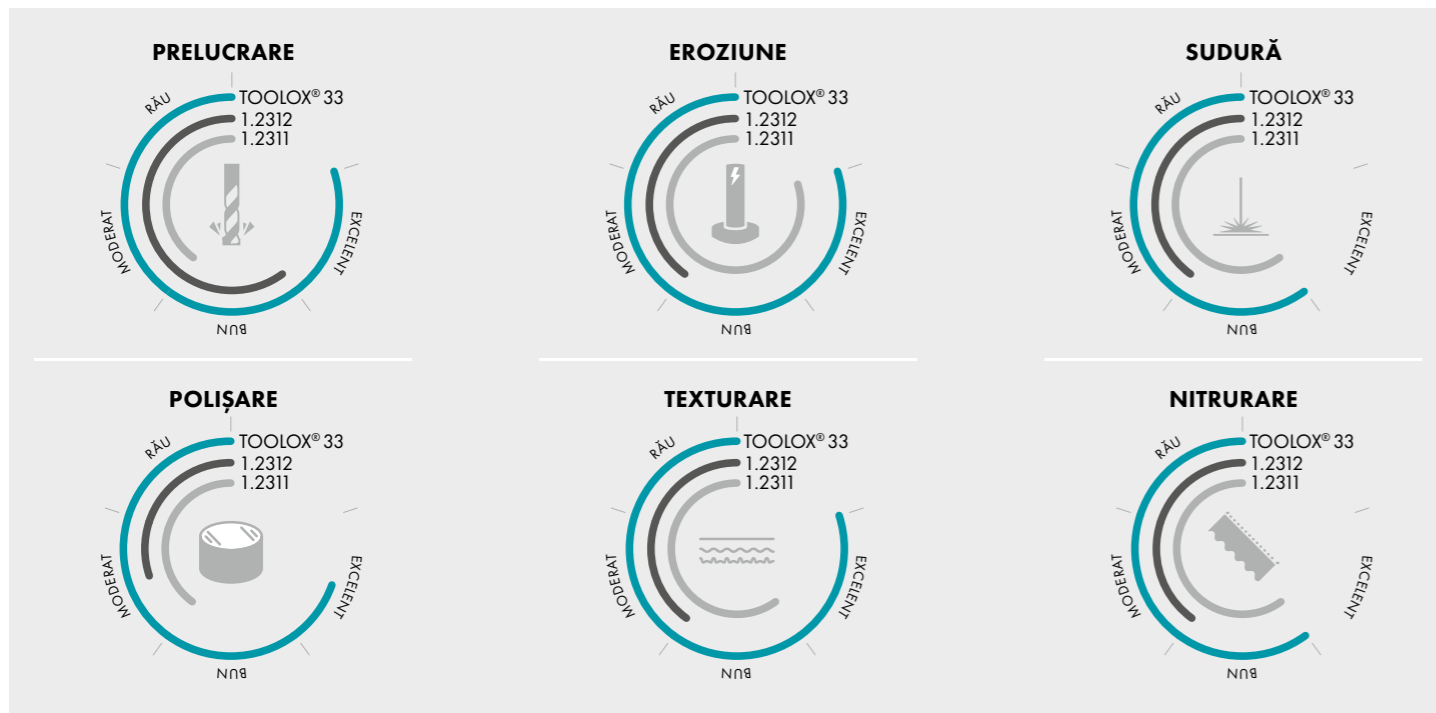 PRELUCRARE
TOOLOX® 33
1.2312
1.2311
RĂU
MODERAT
BUN
EXCELENT
EROZIUNE
TOOLOX® 33
1.2312
1.2311
RĂU
MODERAT
BUN
EXCELENT
SUDURĂ
TOOLOX® 33
1.2312
1.2311
RĂU
MODERAT
BUN
EXCELENT
POLIȘARE
TOOLOX® 33
1.2312
1.2311
RĂU
MODERAT
BUN
EXCELENT
TEXTURARE
TOOLOX® 33
1.2312
1.2311
RĂU
MODERAT
BUN
EXCELENT
NITRURARE
TOOLOX® 33
1.2312
1.2311
RĂU
MODERAT
BUN
EXCELENT